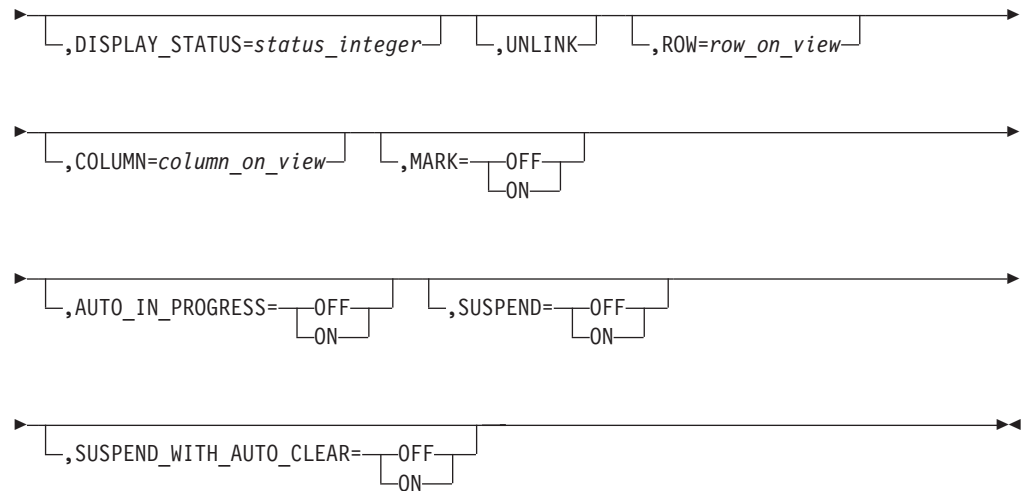 ,DISPLAY_STATUS=status_integer ,UNLINK ,ROW=row_on_view
,COLUMN=column_on_view ,MARK= OFF
ON
,AUTO_IN_PROGRESS= OFF ,SUSPEND= OFF
ON ON
,SUSPEND_WITH_AUTO_CLEAR= OFF
ON